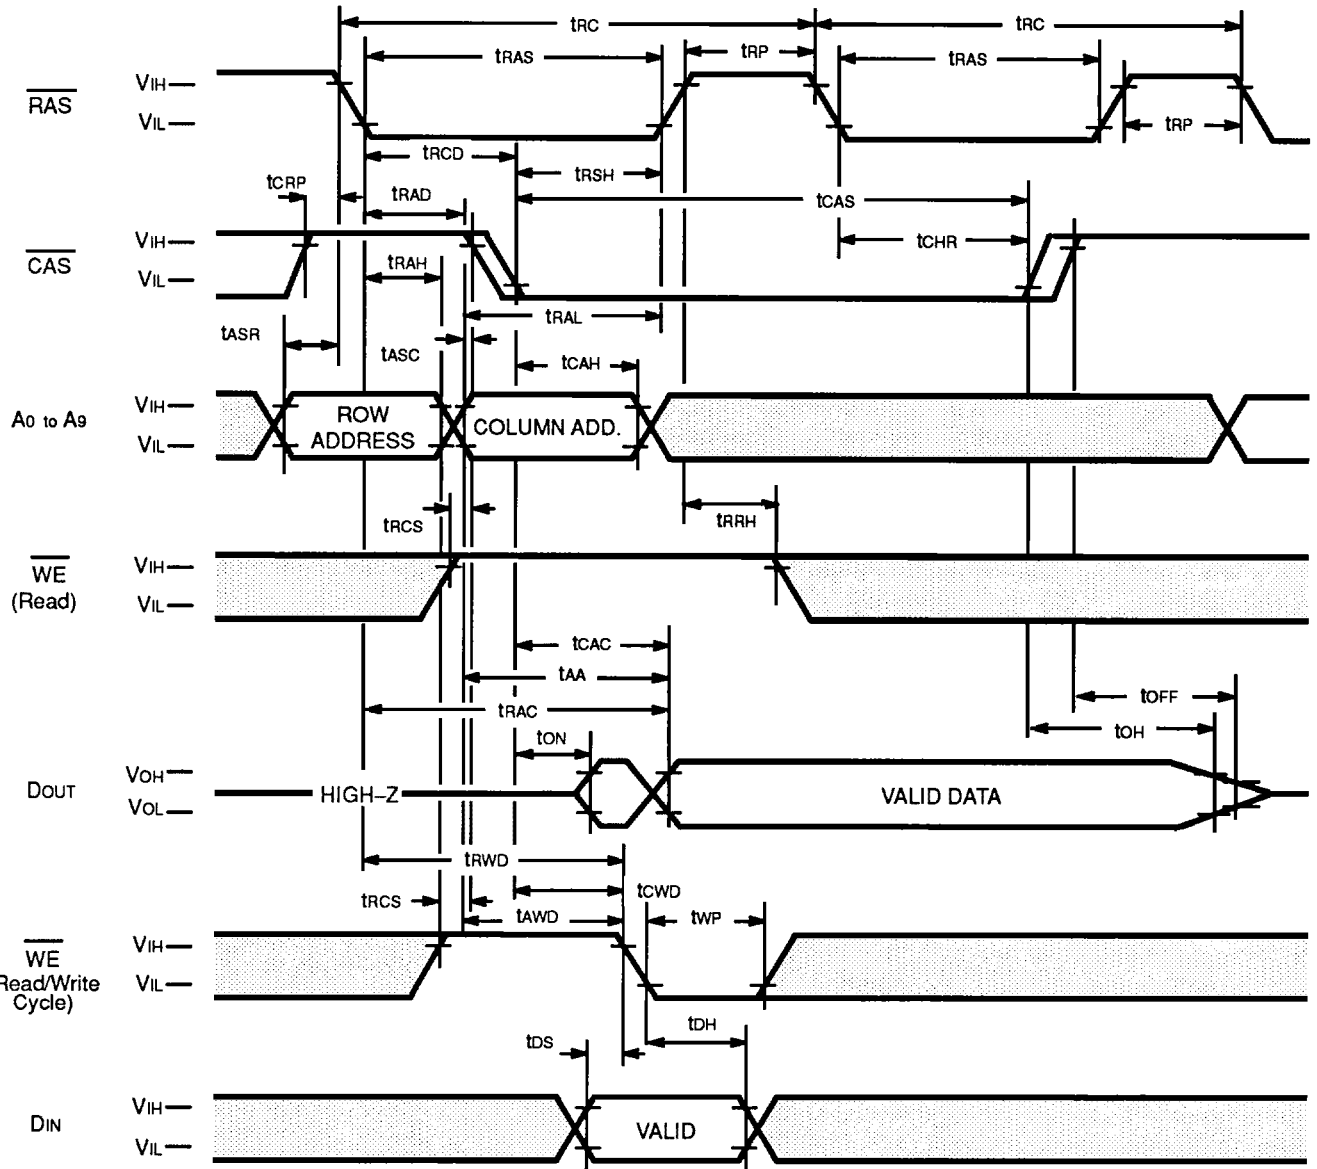 tRC tRC
tRAS tRP tRAS
RAS VIH
VIL
tRP
tRCD
tRSH
tCRP tRAD tCAS
CAS VIH
VIL
tCHR
tRAH
tRAL
tASR tASC tCAH
A0 to A9 VIH
VIL
ROW
ADDRESS
COLUMN ADD.
tRCS tRRH
WE
(Read)
VIH
VIL
tCAC
tAA
tRAC
tOFF
tOH
tON
DOUT VOH
VOL
HIGH–Z VALID DATA
tRWD
tRCS tCWD
tAWD tWP
WE
Read/Write
Cycle)
VIH
VIL
tDS tDH
DIN VIH
VIL
VALID